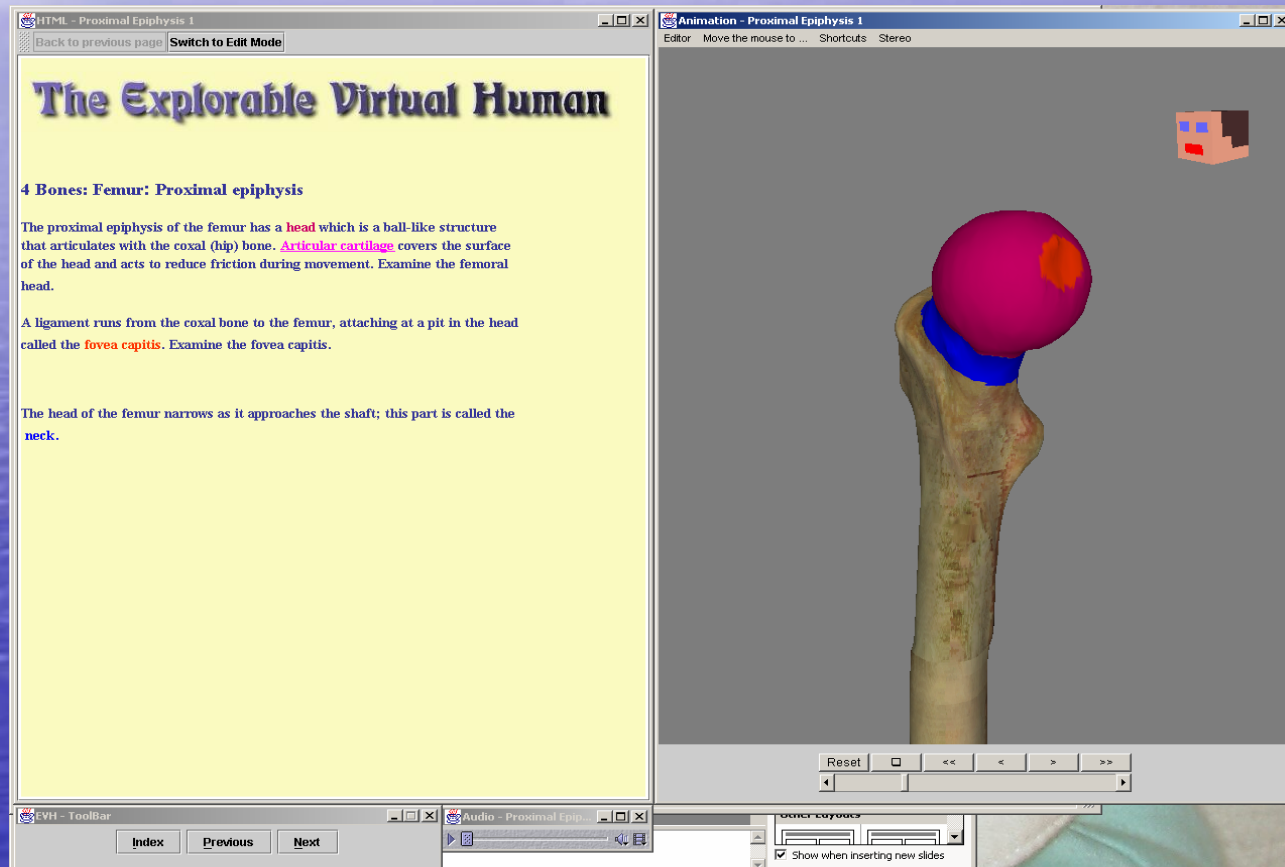 HTML - Proximal Epiphysis 1
Back to previous page Switch to Edit Mode
The Explorable Virtual Human
4 Bones: Femur: Proximal epiphysis
The proximal epiphysis of the femur has a head which is a ball-like structure
that articulates with the coxal (hip) bone. Articular cartilage covers the surface
of the head and acts to reduce friction during movement. Examine the femoral
head.
A ligament runs from the coxal bone to the femur, attaching at a pit in the head
called the fovea capitis. Examine the fovea capitis.
The head of the femur narrows as it approaches the shaft; this part is called the
neck.
Animation - Proximal Epiphysis 1
Editor Move the mouse to ... Shortcuts Stereo
Reset << < > >>
EVH - ToolBar
Index Previous Next
Audio - Proximal Epip...
Other Layouts
Show when inserting new slides